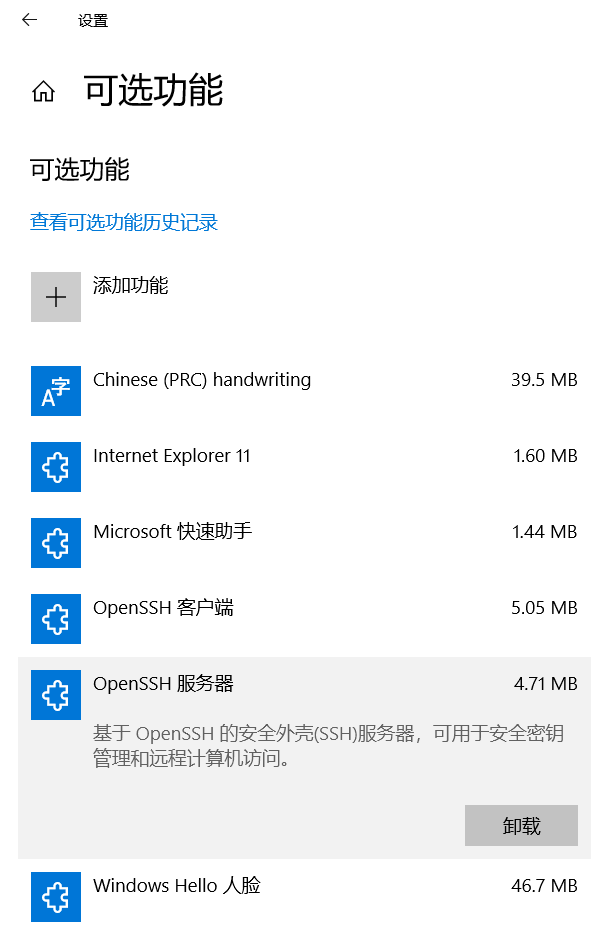 设置
可选功能
可选功能
查看可选功能历史记录
添加功能
Chinese (PRC) handwriting 39.5 MB
Internet Explorer 11 1.60 MB
Microsoft 快速助手 1.44 MB
OpenSSH 客户端 5.05 MB
OpenSSH 服务器 4.71 MB
基于 OpenSSH 的安全外壳(SSH)服务器，可用于安全密钥
管理和远程计算机访问。
卸载
Windows Hello 人脸 46.7 MB